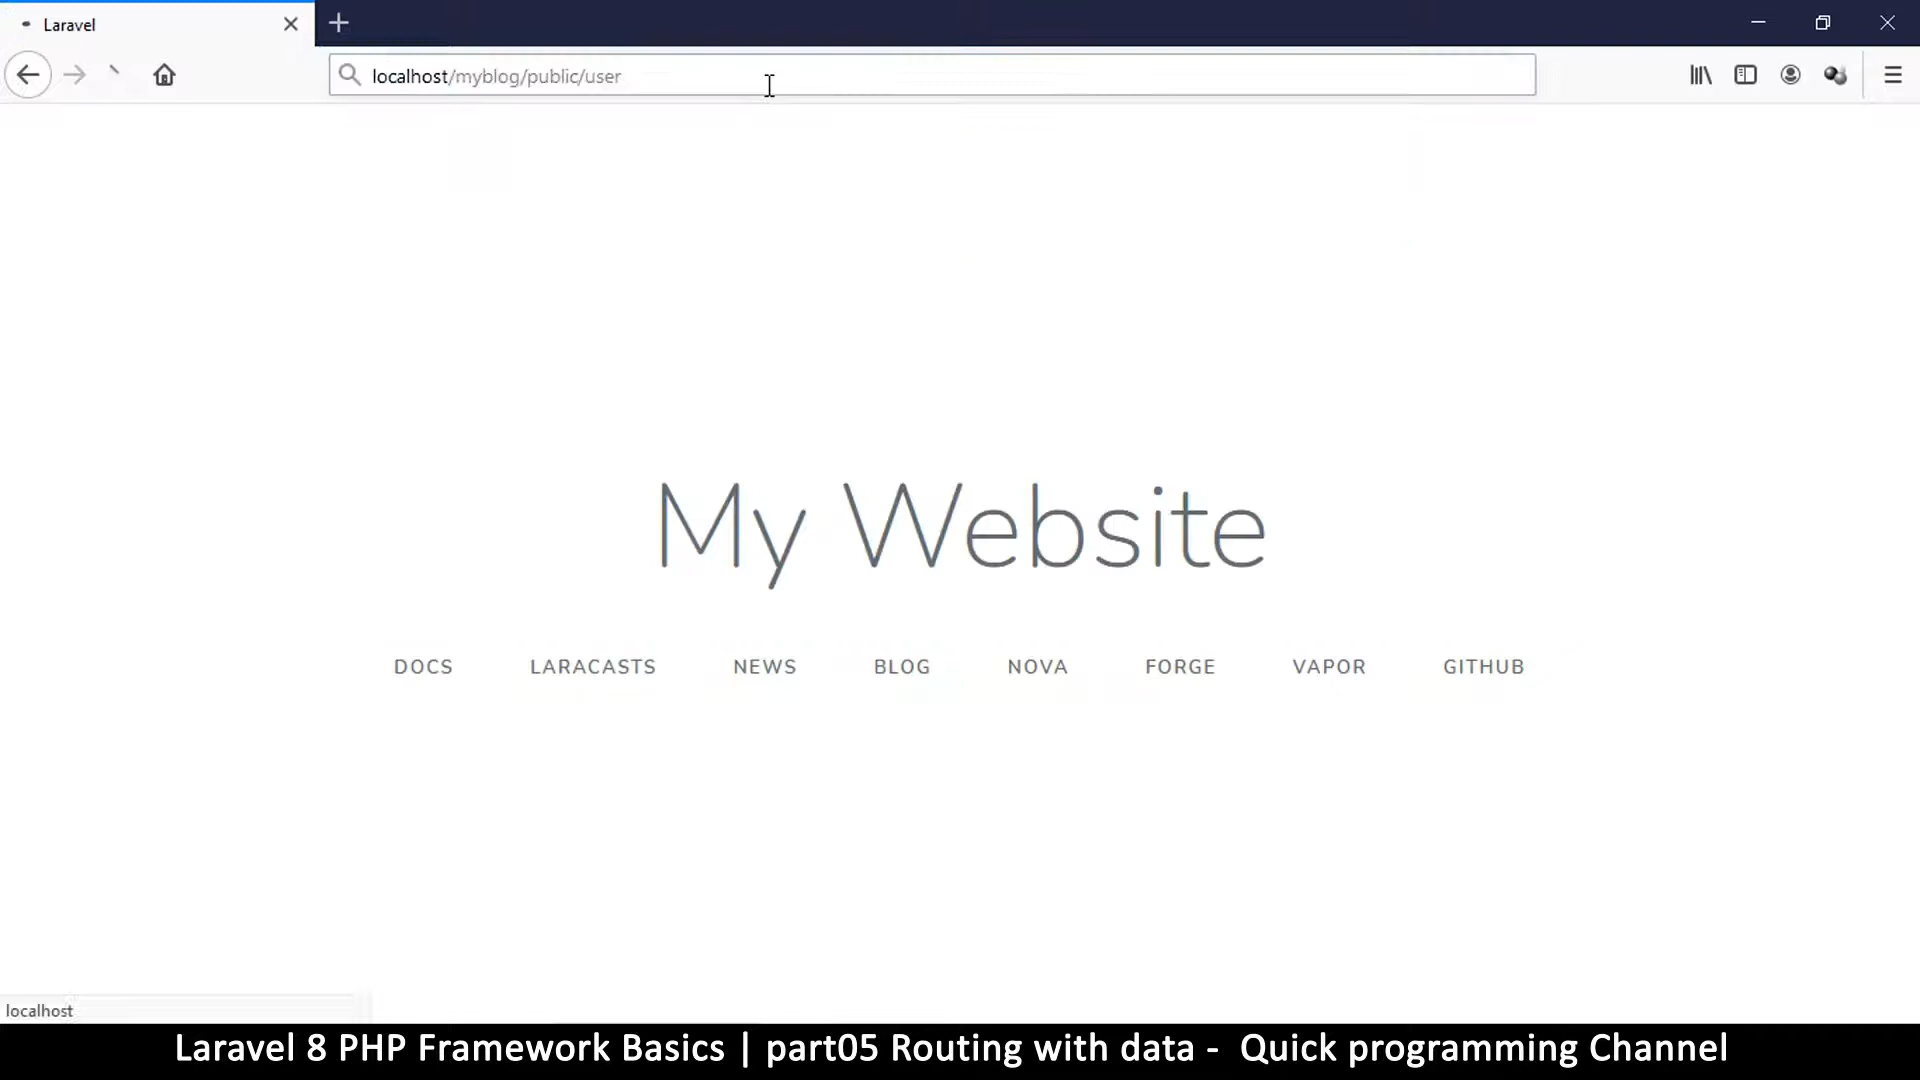 Laravel
localhost/myblog/public/user
My Website
DOCS LARACASTS NEWS BLOG NOVA FORGE VAPOR GITHUB
localhost
Laravel 8 PHP Framework Basics | part05 Routing with data - Quick programming Channel